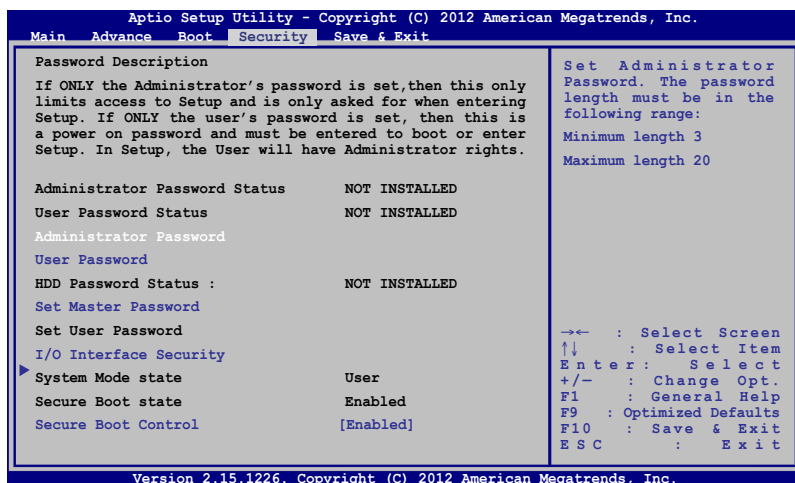 Aptio Setup Utility - Copyright (C) 2012 American Megatrends, Inc.
Main Advance Boot Security Save & Exit
Password Description
If ONLY the Administrator's password is set,then this only
limits access to Setup and is only asked for when entering
Setup. If ONLY the user's password is set, then this is
a power on password and must be entered to boot or enter
Setup. In Setup, the User will have Administrator rights.
Administrator Password Status NOT INSTALLED
User Password Status NOT INSTALLED
Administrator Password
User Password
HDD Password Status : NOT INSTALLED
Set Master Password
Set User Password
I/O Interface Security
System Mode state User
Secure Boot state Enabled
Secure Boot Control [Enabled]
Set Administrator
Password. The password
length must be in the
following range:
Minimum length 3
Maximum length 20
→← : Select Screen
↑↓ : Select Item
Enter: Select
+/— : Change Opt.
F1 : General Help
F9 : Optimized Defaults
F10 : Save & Exit
ESC : Exit
Version 2.15.1226. Copyright (C) 2012 American Megatrends, Inc.